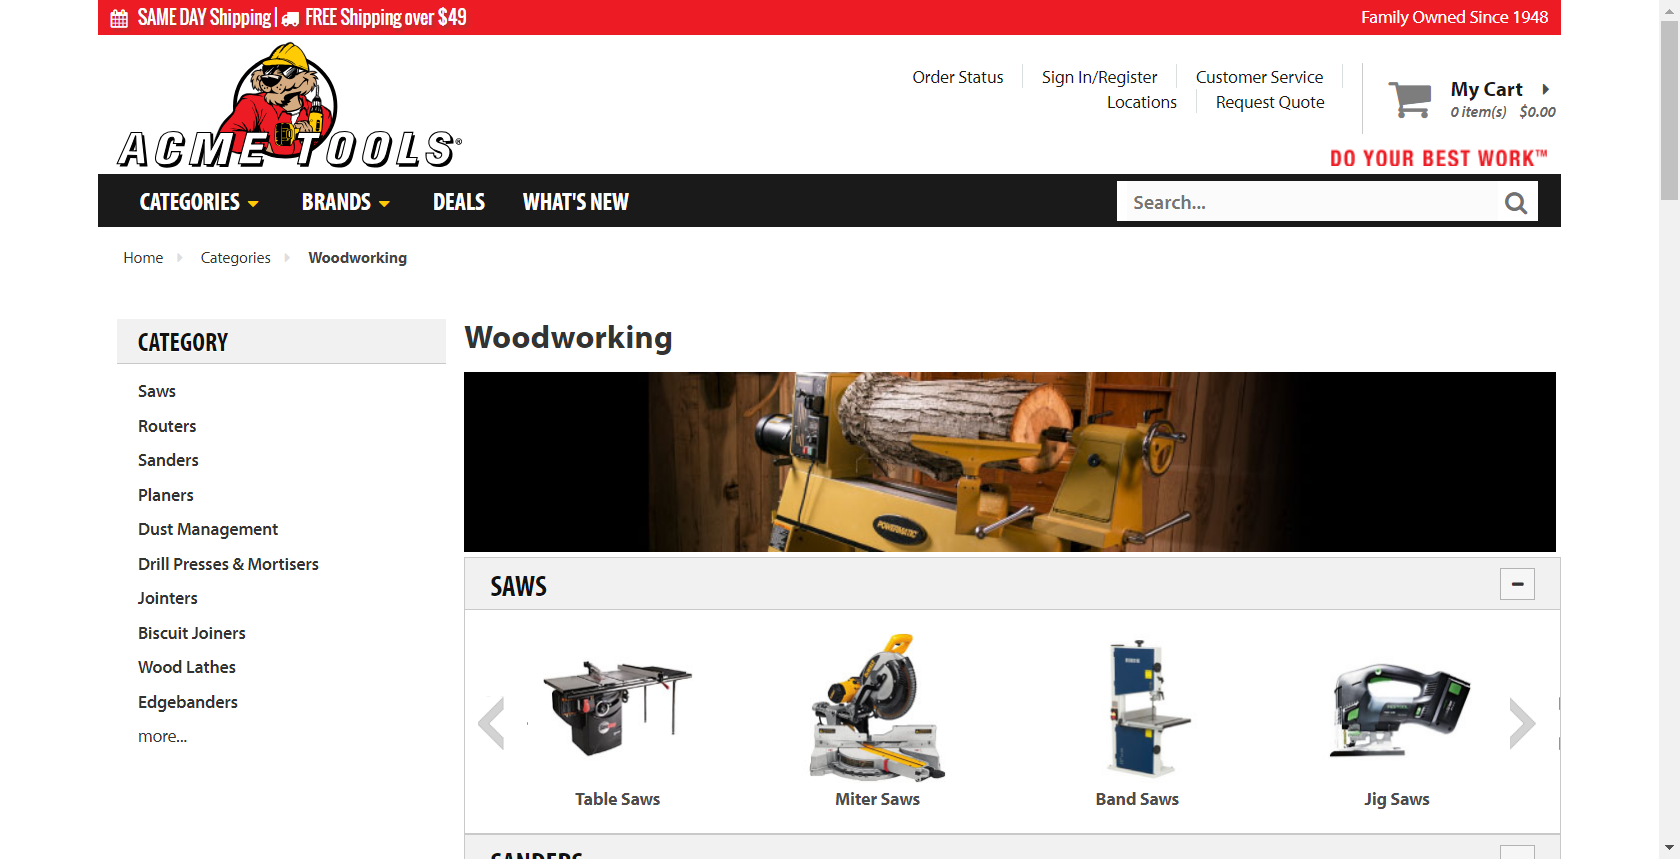 SAME DAY Shipping | FREE Shipping over $49
Family Owned Since 1948
ACME TOOLS®
Order Status
Sign In/Register
Customer Service
Locations
Request Quote
My Cart
0 item(s) $0.00
DO YOUR BEST WORK™
CATEGORIES
BRANDS
DEALS
WHAT'S NEW
Search...
Home
Categories
Woodworking
CATEGORY
Saws
Routers
Sanders
Planers
Dust Management
Drill Presses & Mortisers
Jointers
Biscuit Joiners
Wood Lathes
Edgebanders
more...
Woodworking
POWERMATIC
SAWS
Table Saws
Miter Saws
Band Saws
Jig Saws
SANDERS